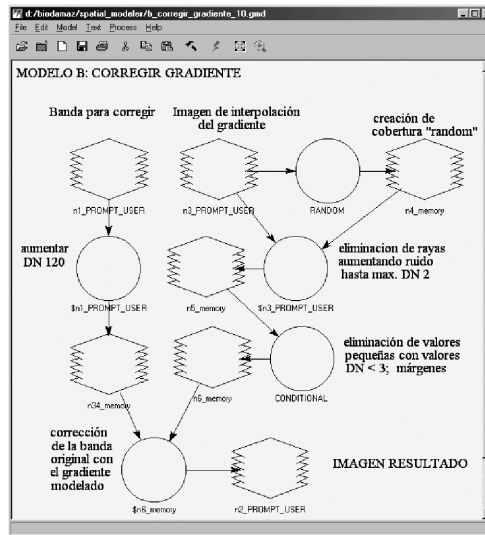 d:/biodamaz/spatial_modeler/b_corregir_gradiente_10.gmd
File Edit Model Text Process Help
MODELO B: CORREGIR GRADIENTE
Banda para corregir
Imagen de interpolación
del gradiente
creación de
cobertura "random"
n1_PROMPT_USER
n3_PROMPT_USER
RANDOM
n4_memory
aumentar
DN 120
eliminacion de rayas
aumentando ruido
hasta max. DN 2
$n1_PROMPT_USER
n5_memory
$n3_PROMPT_USER
eliminación de valores
pequeñas con valores
DN < 3; márgenes
n34_memory
n6_memory
CONDITIONAL
corrección
de la banda
original con
el gradiente
modelado
IMAGEN RESULTADO
$n6_memory
n2_PROMPT_USER